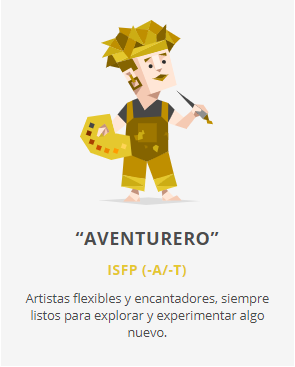 “AVENTURERO”
ISFP (-A/-T)
Artistas flexibles y encantadores, siempre
listos para explorar y experimentar algo
nuevo.